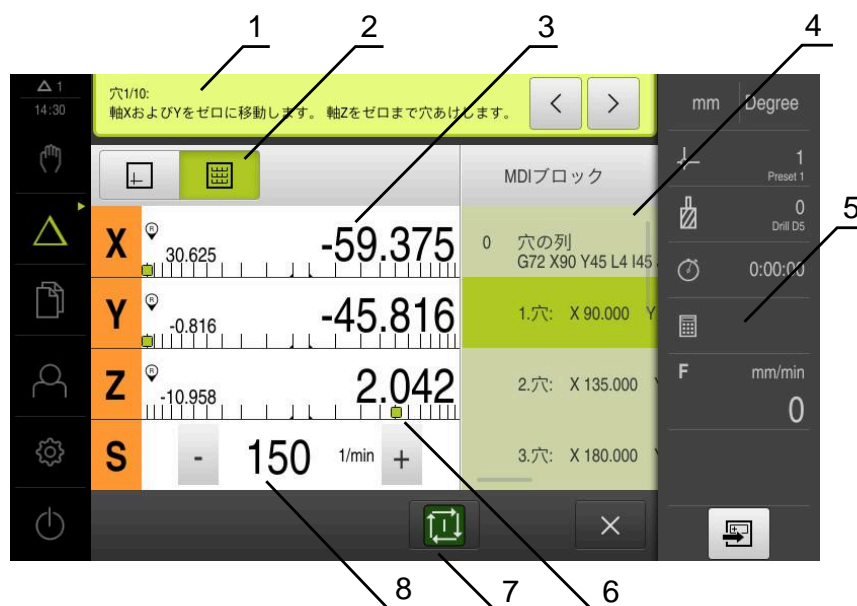 1
2
3
4
5
△ 1
14:30
穴1/10:
軸XおよびYをゼロに移動します。 軸Zをゼロまで穴あけします。
<
>
mm
Degree
1
Preset 1
0
Drill D5
0:00:00
F
mm/min
0
MDIブロック
X
R
30.625
-59.375
Y
R
-0.816
-45.816
Z
R
-10.958
2.042
S
-
150
1/min
+
0 穴の列
G72 X90 Y45 L4 I45
1.穴: X 90.000 Y
2.穴: X 135.000
3.穴: X 180.000
I
×
8
7
6